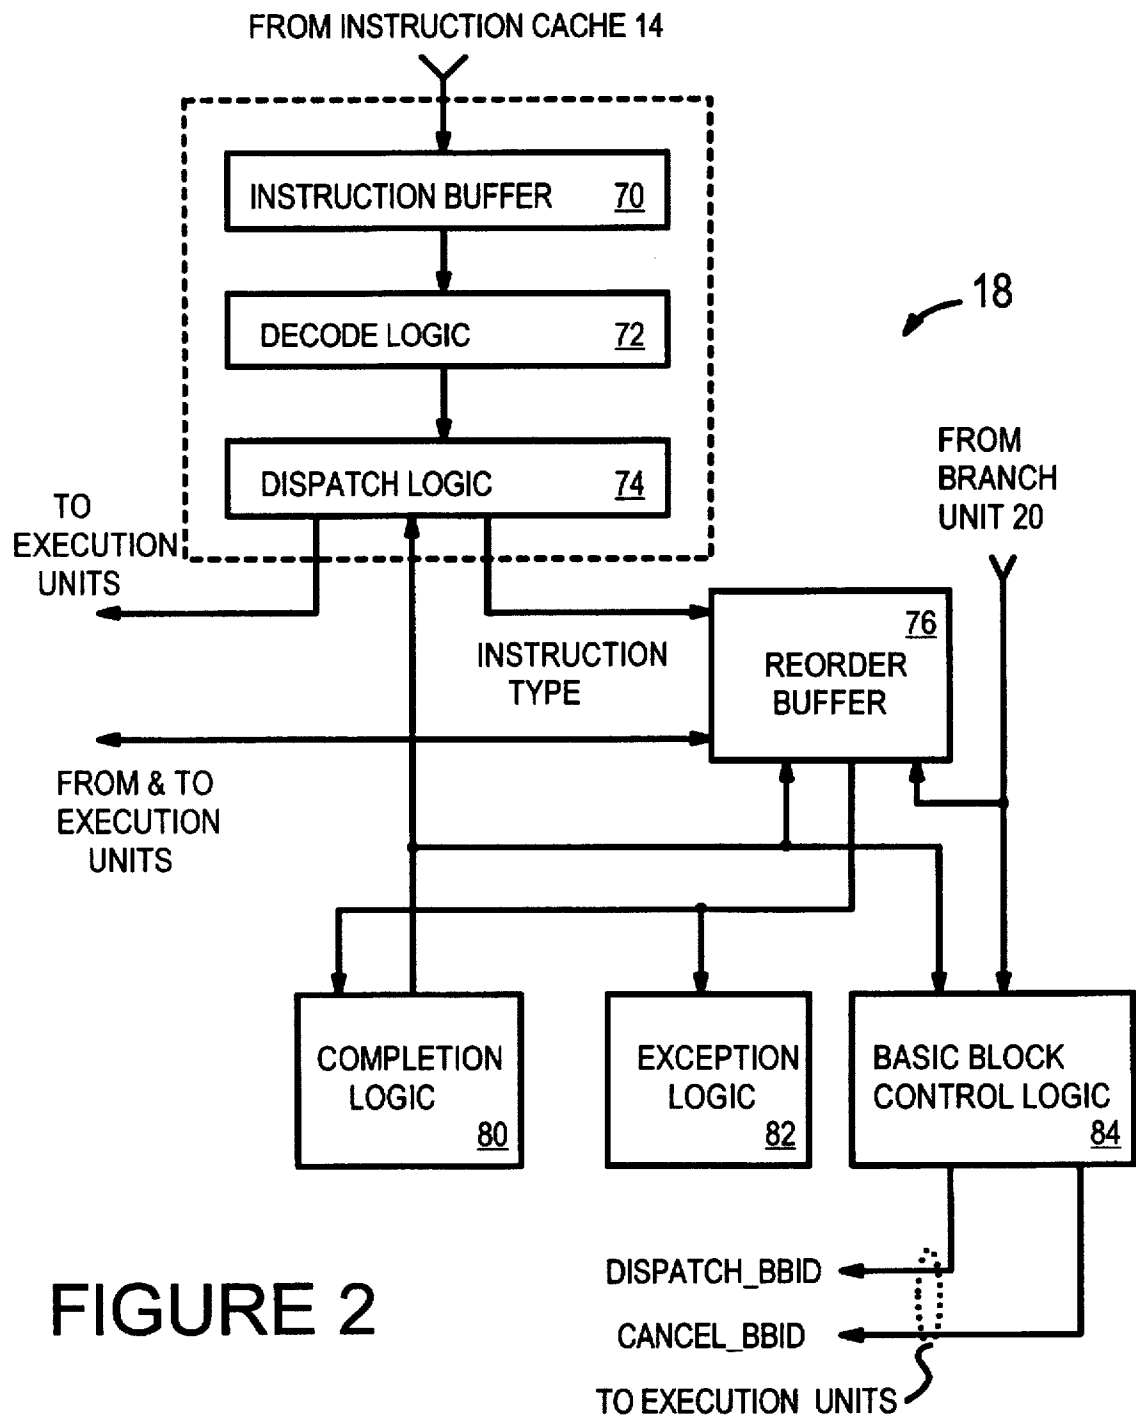 FROM INSTRUCTION CACHE 14
INSTRUCTION BUFFER 70
DECODE LOGIC 72
18
DISPATCH LOGIC 74
FROM
BRANCH
UNIT 20
TO
EXECUTION
UNITS
76
REORDER
BUFFER
INSTRUCTION
TYPE
FROM & TO
EXECUTION
UNITS
COMPLETION
LOGIC
80
EXCEPTION
LOGIC
82
BASIC BLOCK
CONTROL LOGIC
84
DISPATCH_BBID
CANCEL_BBID
TO EXECUTION UNITS
FIGURE 2